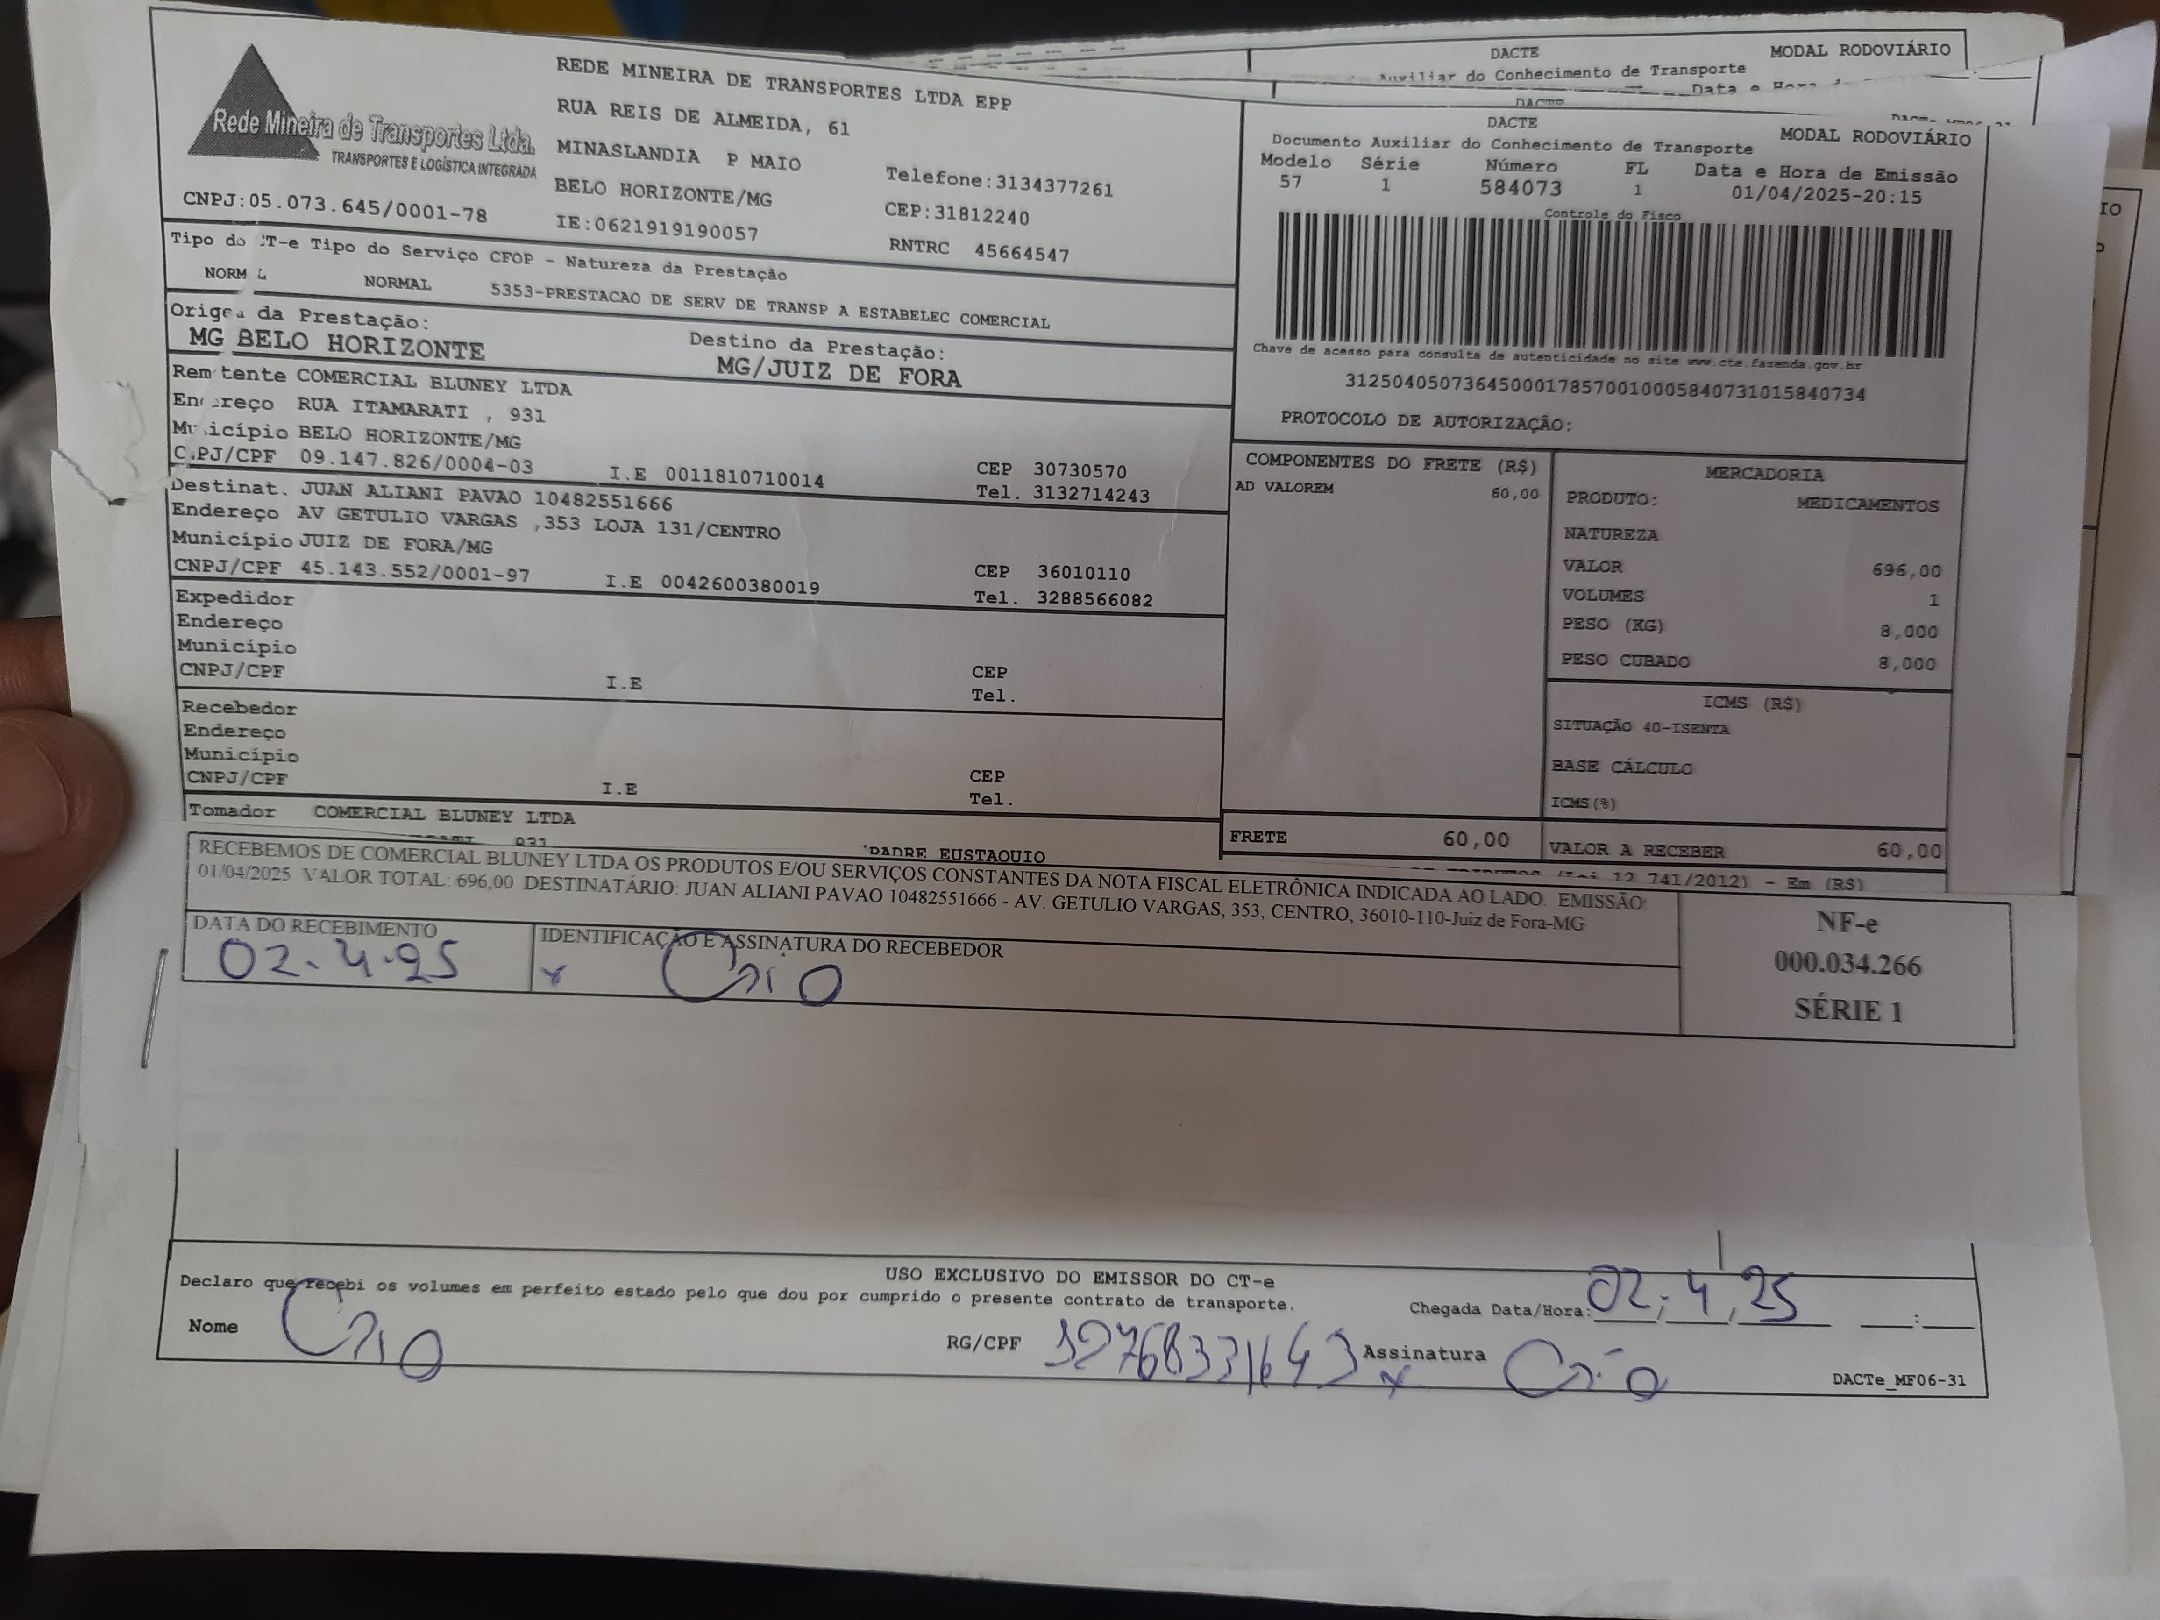 DACTE
MODAL RODOVIÁRIO
Auxiliar do Conhecimento de Transporte
Rede Mineira de Transportes Ltda.
TRANSPORTES E LOGÍSTICA INTEGRADA
CNPJ:05.073.645/0001-78
REDE MINEIRA DE TRANSPORTES LTDA EPP
RUA REIS DE ALMEIDA, 61
MINASLANDIA P MAIO
BELO HORIZONTE/MG
IE:0621919190057
Telefone:3134377261
CEP:31812240
RNTRC 45664547
DACTE
MODAL RODOVIÁRIO
Documento Auxiliar do Conhecimento de Transporte
Modelo Série Número FL Data e Hora de Emissão
57 1 584073 1 01/04/2025-20:15
Controle do Fisco
Chave de acesso para consulta de autenticidade no site www.cte.fazenda.gov.br
31250405073645000178570010005840731015840734
PROTOCOLO DE AUTORIZAÇÃO:
Tipo do CT-e Tipo do Serviço CFOP - Natureza da Prestação
NORMAL NORMAL 5353-PRESTACAO DE SERV DE TRANSP A ESTABELEC COMERCIAL
Origem da Prestação: Destino da Prestação:
MG BELO HORIZONTE MG/JUIZ DE FORA
Remetente COMERCIAL BLUNEY LTDA
Endereço RUA ITAMARATI , 931
Município BELO HORIZONTE/MG CEP 30730570
CNPJ/CPF 09.147.826/0004-03 I.E 0011810710014 Tel. 3132714243
Destinat. JUAN ALIANI PAVAO 10482551666
Endereço AV GETULIO VARGAS ,353 LOJA 131/CENTRO
Município JUIZ DE FORA/MG CEP 36010110
CNPJ/CPF 45.143.552/0001-97 I.E 0042600380019 Tel. 3288566082
Expedidor
Endereço
Município CEP
CNPJ/CPF I.E Tel.
Recebedor
Endereço
Município CEP
CNPJ/CPF I.E Tel.
Tomador COMERCIAL BLUNEY LTDA
931 PADRE EUSTAQUIO
COMPONENTES DO FRETE (R$)
AD VALOREM 60,00
FRETE 60,00
MERCADORIA
PRODUTO: MEDICAMENTOS
NATUREZA
VALOR 696,00
VOLUMES 1
PESO (KG) 8,000
PESO CUBADO 8,000
ICMS (R$)
SITUAÇÃO 40-ISENTA
BASE CÁLCULO
ICMS(%)
VALOR A RECEBER 60,00
(Lei 12.741/2012) - Em (R$)
RECEBEMOS DE COMERCIAL BLUNEY LTDA OS PRODUTOS E/OU SERVIÇOS CONSTANTES DA NOTA FISCAL ELETRÔNICA INDICADA AO LADO. EMISSÃO:
01/04/2025 VALOR TOTAL: 696,00 DESTINATÁRIO: JUAN ALIANI PAVAO 10482551666 - AV. GETULIO VARGAS, 353, CENTRO, 36010-110-Juiz de Fora-MG
DATA DO RECEBIMENTO IDENTIFICAÇÃO E ASSINATURA DO RECEBEDOR
02.4.25 x Caio
NF-e
000.034.266
SÉRIE 1
USO EXCLUSIVO DO EMISSOR DO CT-e
Declaro que recebi os volumes em perfeito estado pelo que dou por cumprido o presente contrato de transporte.
Chegada Data/Hora: 02,4,25
Nome Caio RG/CPF 12768331643 Assinatura x Caio
DACTe_MF06-31